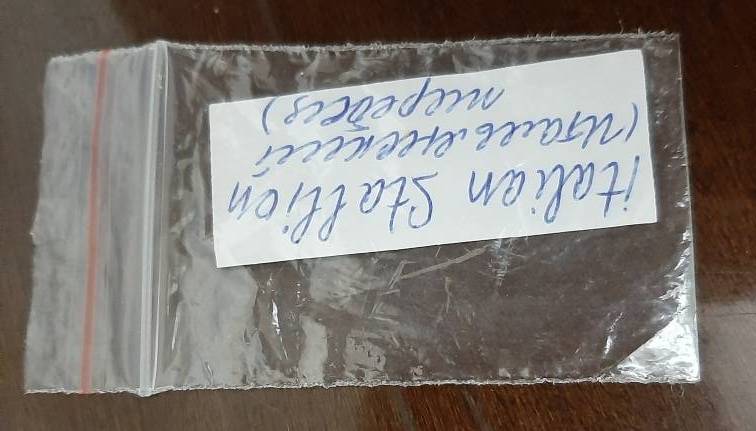 italian Stallion
(Итальянский
жеребец)